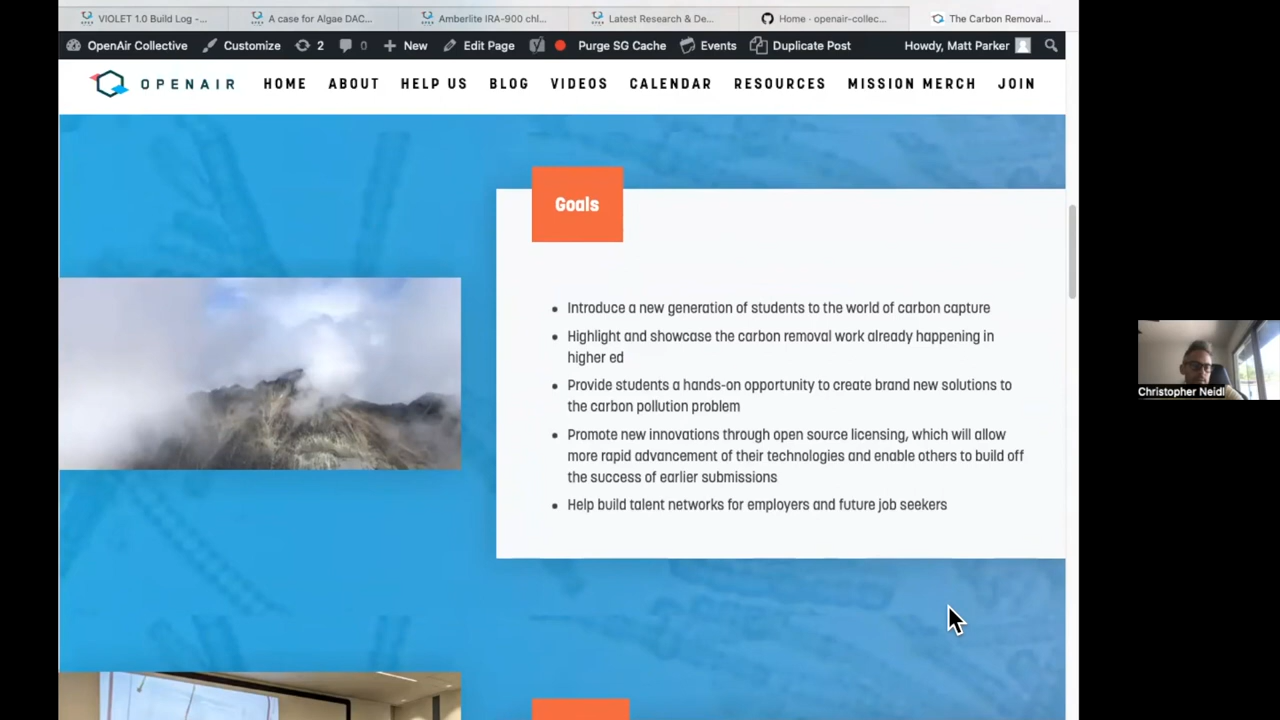 VIOLET 1.0 Build Log -...
A case for Algae DAC...
Amberlite IRA-900 chl...
Latest Research & De...
Home · openair-collec...
The Carbon Removal...
OpenAir Collective
Customize
2
0
New
Edit Page
Purge SG Cache
Events
Duplicate Post
Howdy, Matt Parker
OPENAIR
HOME
ABOUT
HELP US
BLOG
VIDEOS
CALENDAR
RESOURCES
MISSION MERCH
JOIN
Goals
• Introduce a new generation of students to the world of carbon capture
• Highlight and showcase the carbon removal work already happening in
higher ed
• Provide students a hands-on opportunity to create brand new solutions to
the carbon pollution problem
• Promote new innovations through open source licensing, which will allow
more rapid advancement of their technologies and enable others to build off
the success of earlier submissions
• Help build talent networks for employers and future job seekers
Christopher Neidl